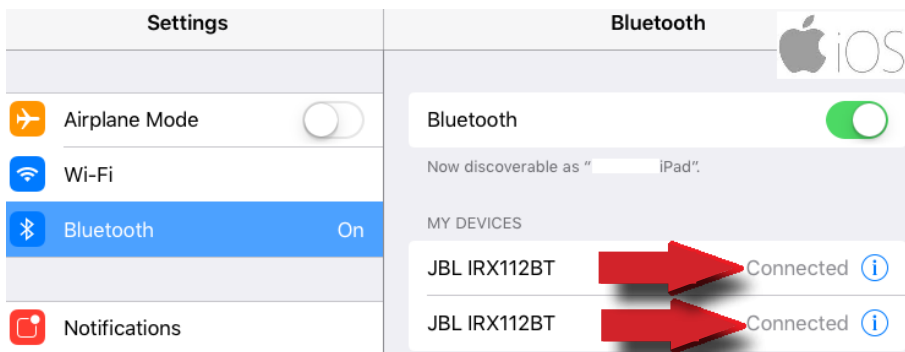 Settings
Bluetooth
iOS
Airplane Mode
Bluetooth
Now discoverable as “ iPad”.
Wi-Fi
Bluetooth On
MY DEVICES
JBL IRX112BT Connected i
JBL IRX112BT Connected i
Notifications